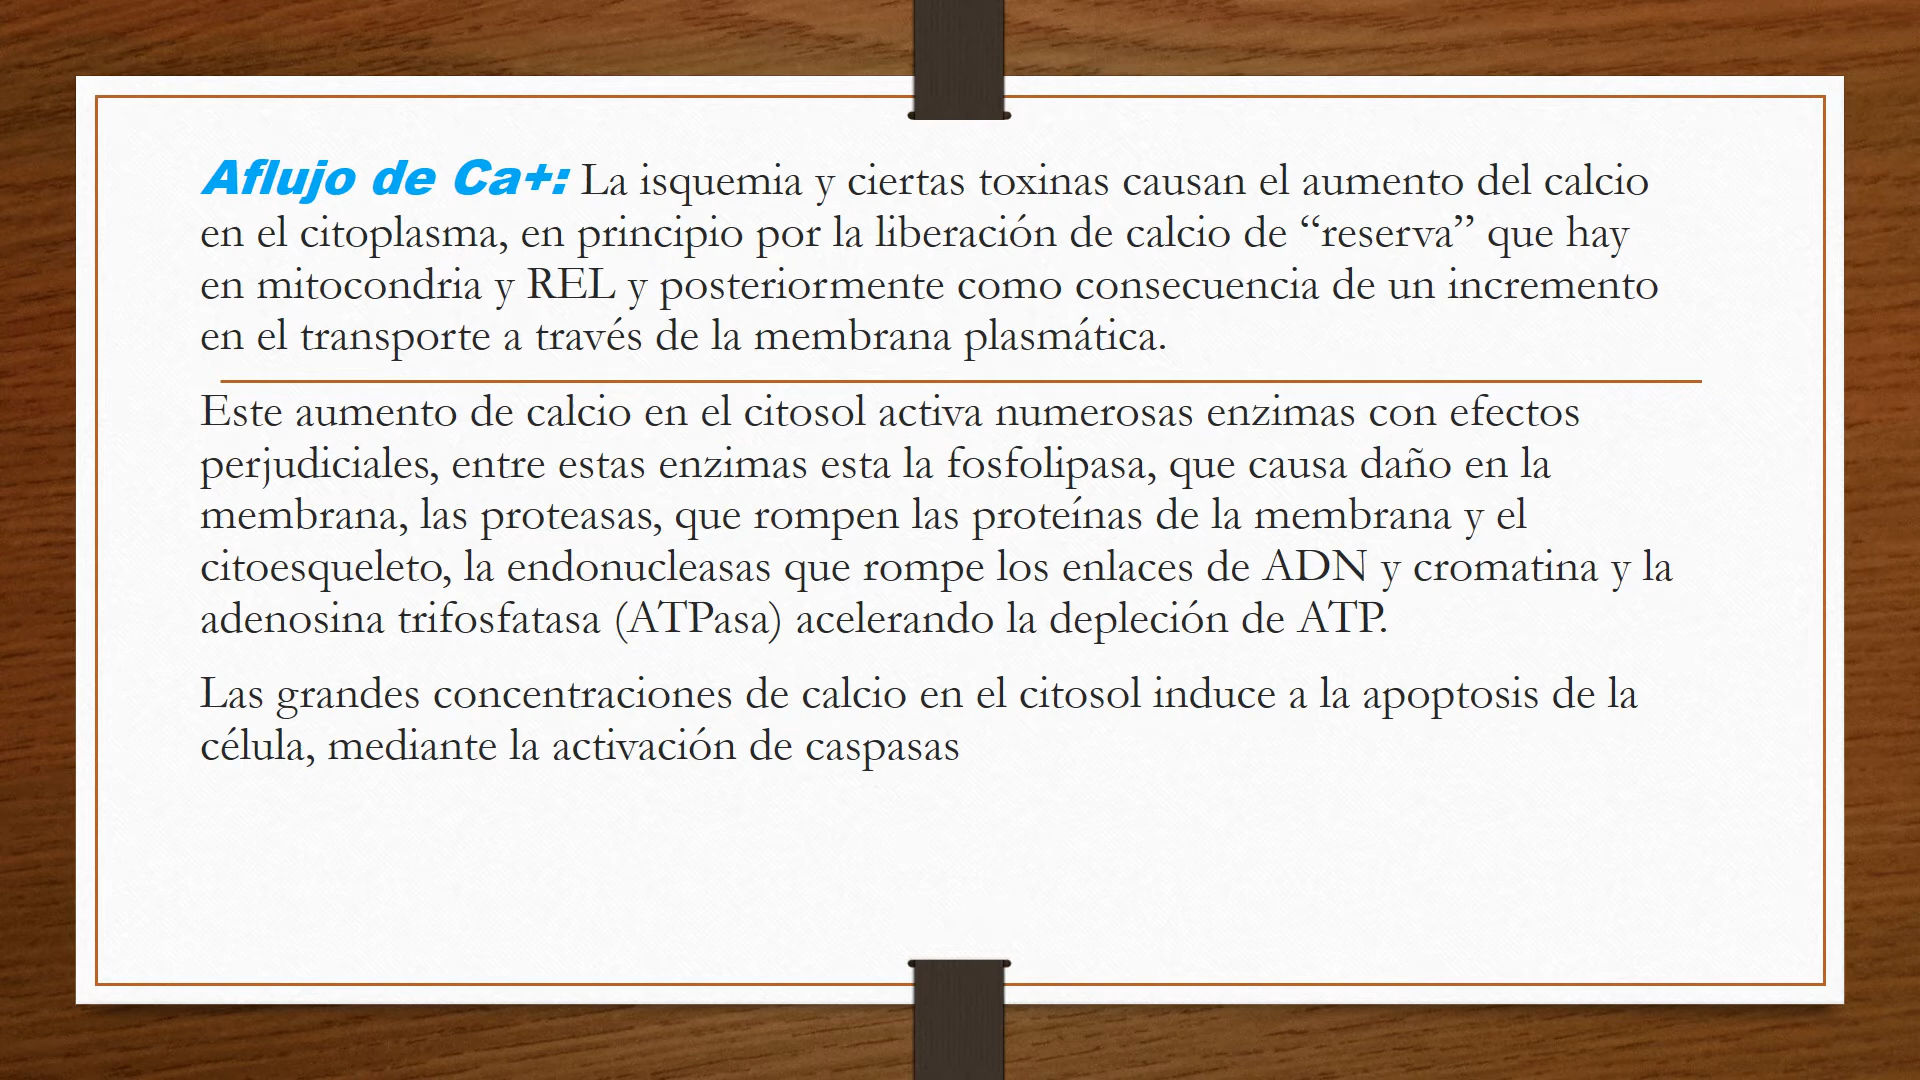 Aflujo de Ca+: La isquemia y ciertas toxinas causan el aumento del calcio
en el citoplasma, en principio por la liberación de calcio de “reserva” que hay
en mitocondria y REL y posteriormente como consecuencia de un incremento
en el transporte a través de la membrana plasmática.
Este aumento de calcio en el citosol activa numerosas enzimas con efectos
perjudiciales, entre estas enzimas esta la fosfolipasa, que causa daño en la
membrana, las proteasas, que rompen las proteínas de la membrana y el
citoesqueleto, la endonucleasas que rompe los enlaces de ADN y cromatina y la
adenosina trifosfatasa (ATPasa) acelerando la depleción de ATP.
Las grandes concentraciones de calcio en el citosol induce a la apoptosis de la
célula, mediante la activación de caspasas